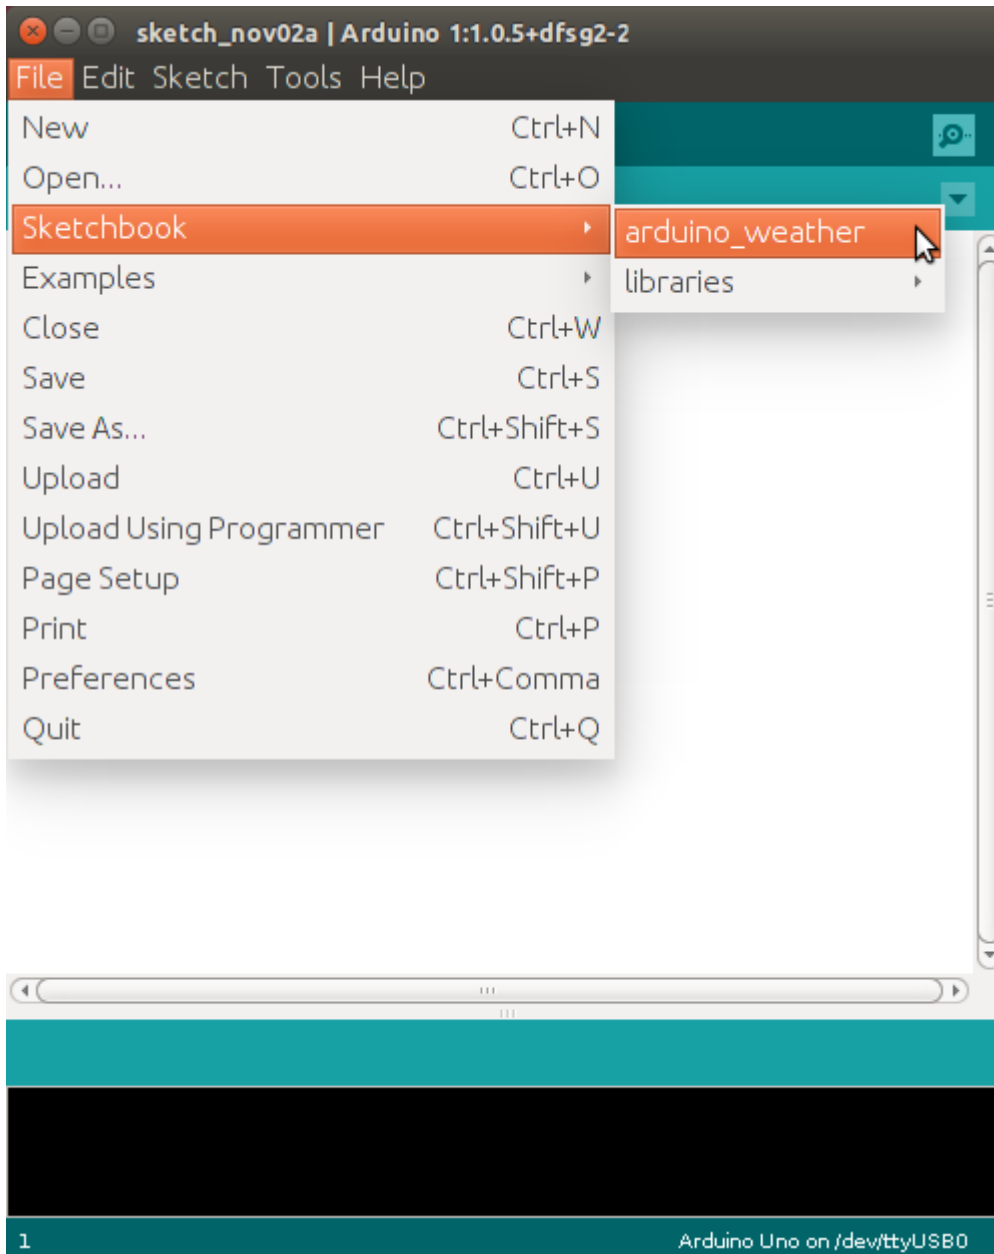 sketch_nov02a | Arduino 1:1.0.5+dfsg2-2
File Edit Sketch Tools Help
New Ctrl+N
Open... Ctrl+O
Sketchbook
arduino_weather
libraries
Examples
Close Ctrl+W
Save Ctrl+S
Save As... Ctrl+Shift+S
Upload Ctrl+U
Upload Using Programmer Ctrl+Shift+U
Page Setup Ctrl+Shift+P
Print Ctrl+P
Preferences Ctrl+Comma
Quit Ctrl+Q
1 Arduino Uno on /dev/ttyUSB0